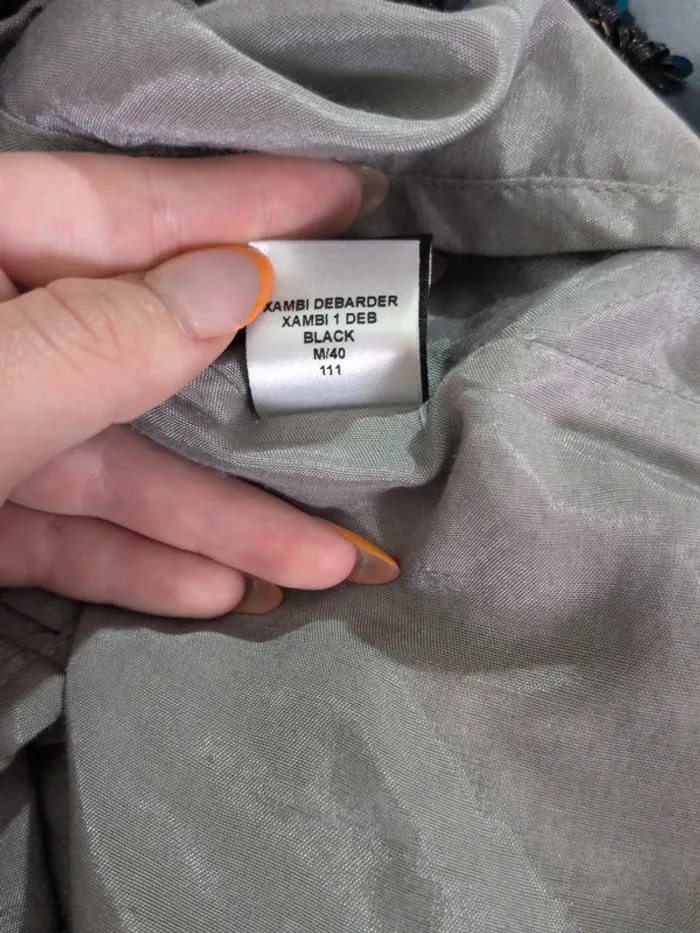 XAMBI DEBARDER
XAMBI 1 DEB
BLACK
M/40
111